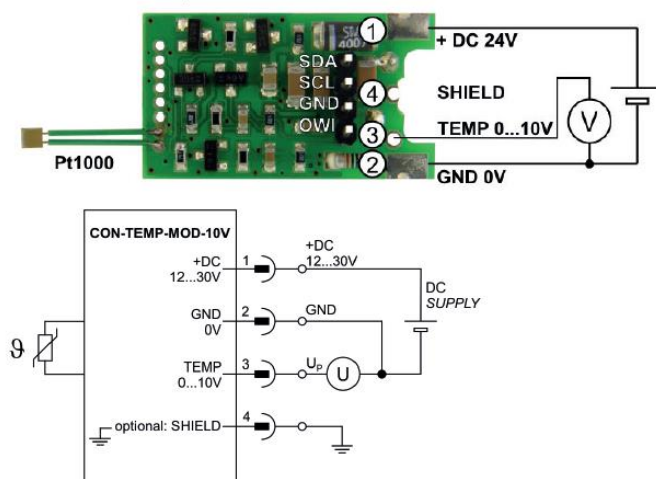 1
+ DC 24V
SM
4007
SDA
SCL
GND
OWI
4
SHIELD
3
TEMP 0...10V
V
2
GND 0V
Pt1000
CON-TEMP-MOD-10V
+DC
12...30V
1
+DC
12...30V
DC
SUPPLY
GND
0V
2
GND
ϑ
TEMP
0...10V
3
UP
U
optional: SHIELD
4